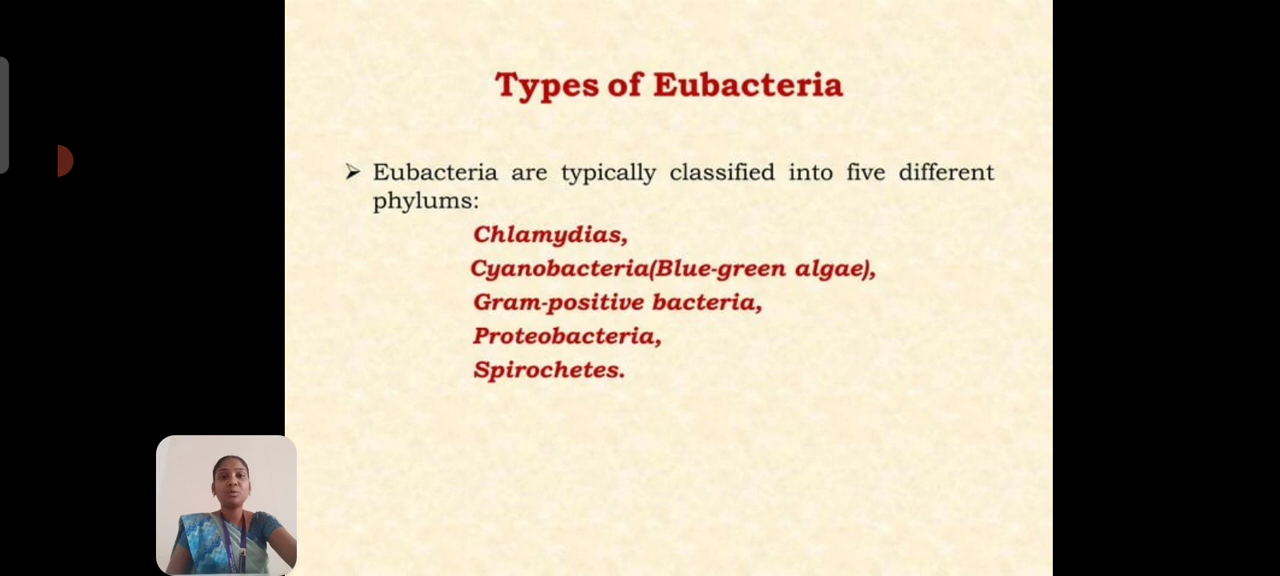 Types of Eubacteria
➤ Eubacteria are typically classified into five different
phylums:
Chlamydias,
Cyanobacteria(Blue-green algae),
Gram-positive bacteria,
Proteobacteria,
Spirochetes.